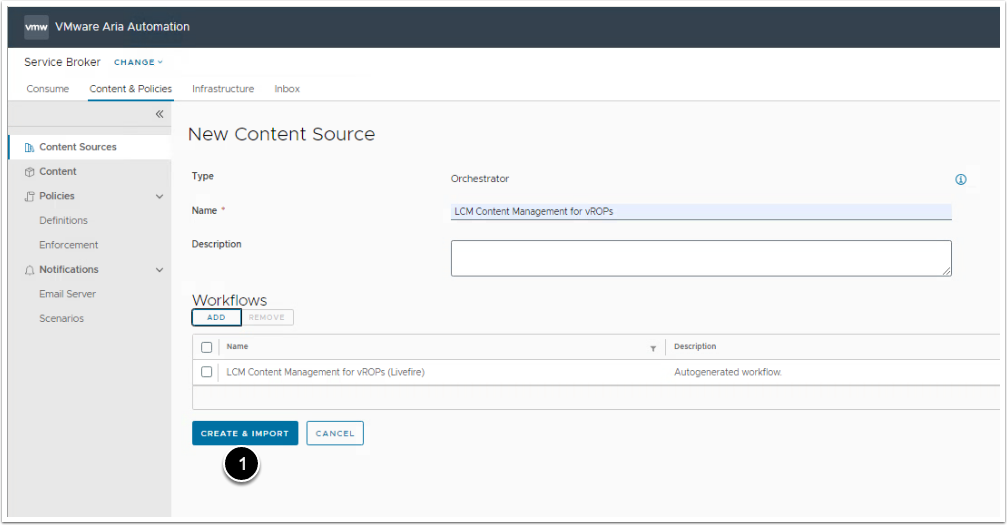 vmw VMware Aria Automation
Service Broker CHANGE
Consume Content & Policies Infrastructure Inbox
Content Sources
Content
Policies
Definitions
Enforcement
Notifications
Email Server
Scenarios
New Content Source
Type Orchestrator
Name * LCM Content Management for vROPs
Description
Workflows
ADD REMOVE
Name Description
LCM Content Management for vROPs (Livefire) Autogenerated workflow.
CREATE & IMPORT CANCEL
1